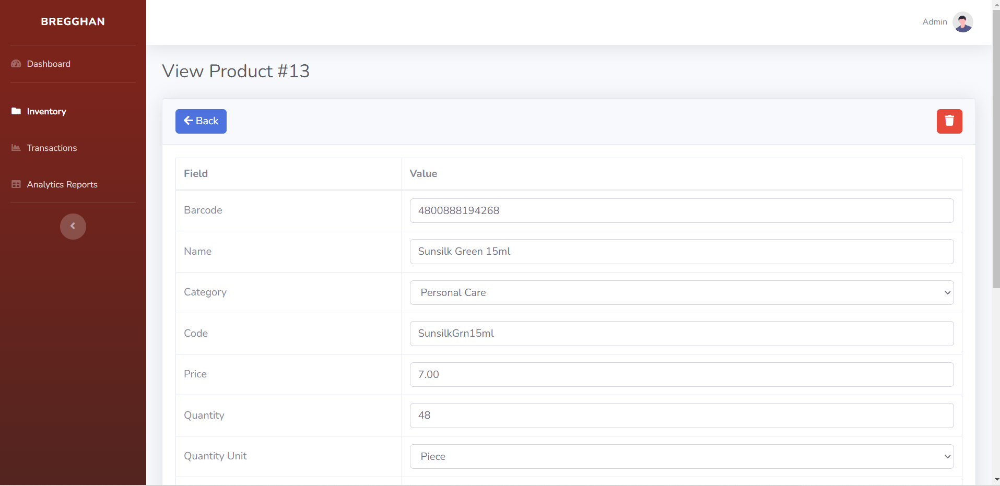 BREGGHAN
Admin
Dashboard
Inventory
Transactions
Analytics Reports
View Product #13
Back
Field Value
Barcode 4800888194268
Name Sunsilk Green 15ml
Category Personal Care
Code SunsilkGrn15ml
Price 7.00
Quantity 48
Quantity Unit Piece